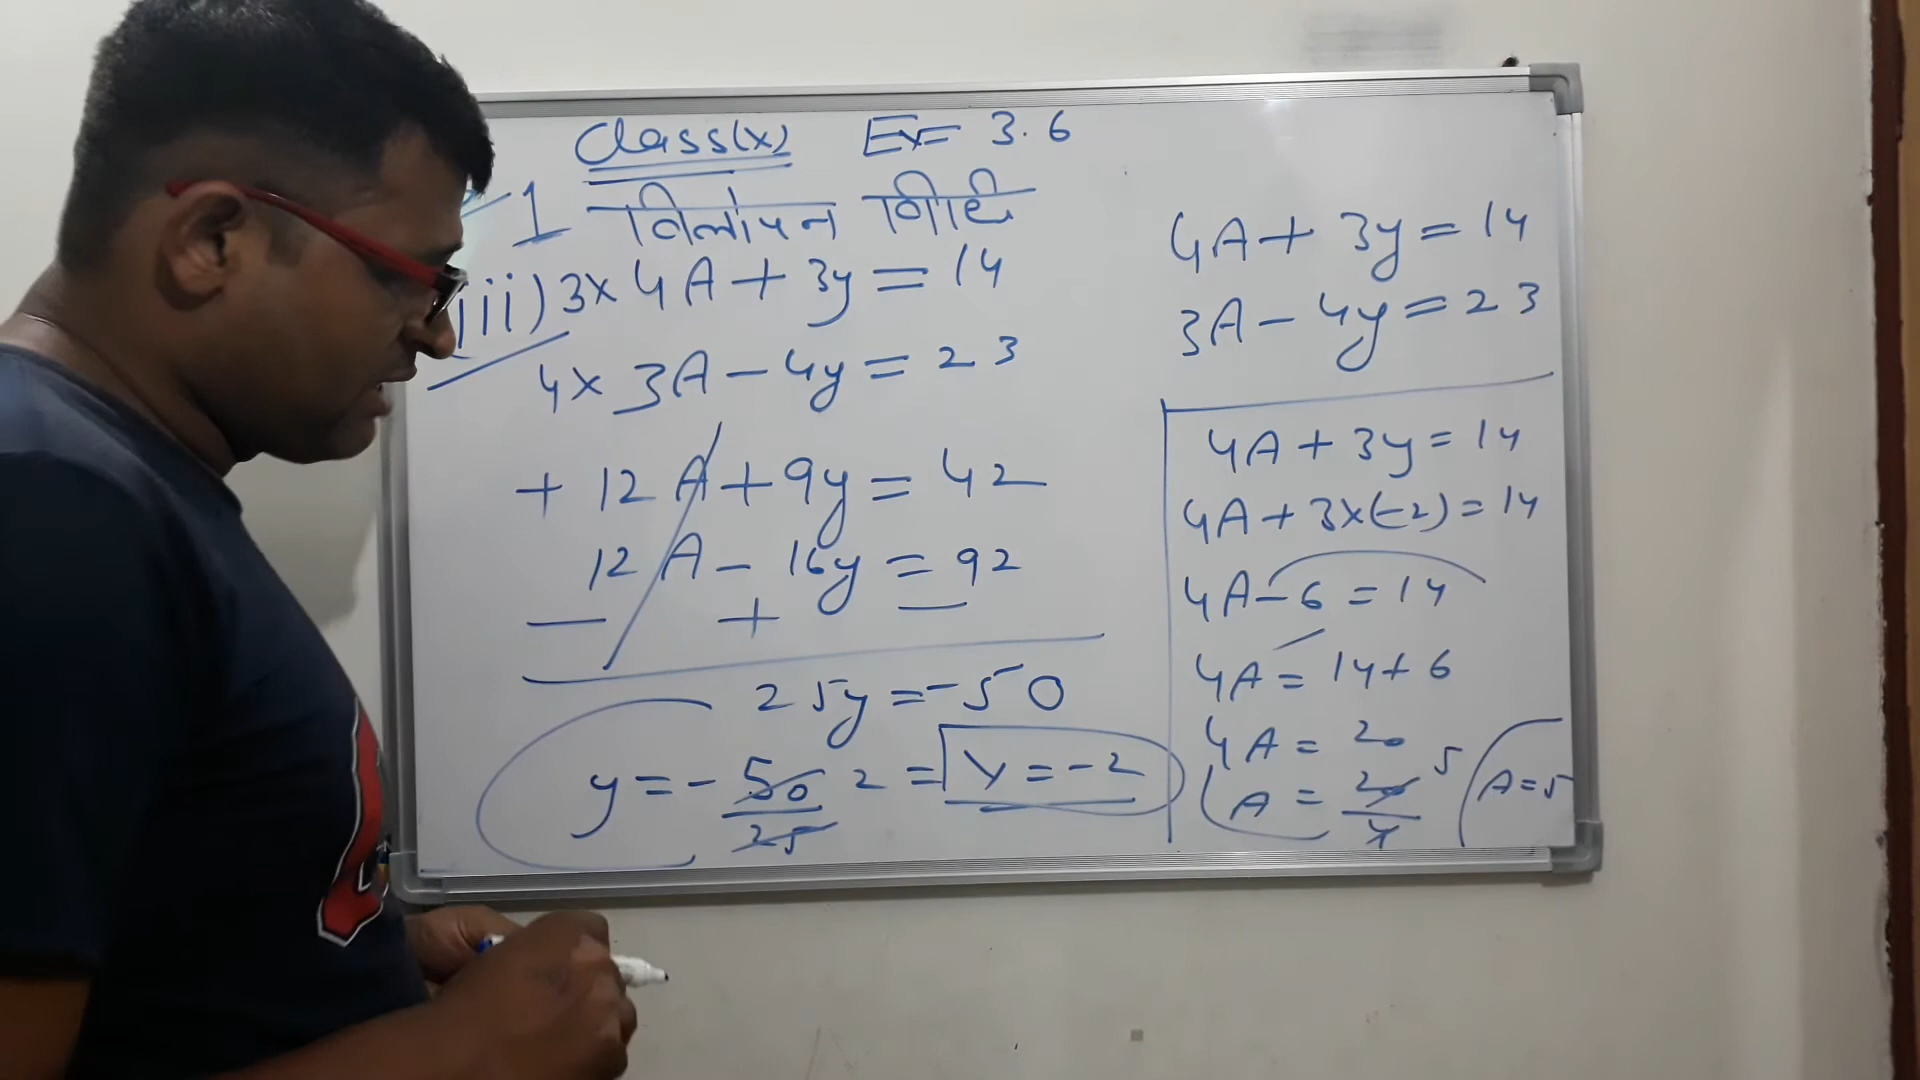 Class(x) Ex= 3.6
1 विलोपन विधि
(iii) 3x 4A + 3y = 14
4x 3A - 4y = 23
+ 12A + 9y = 42
12A - 16y = 92
- + -
25y = -50
y = - 50/25 2 = y = -2
4A + 3y = 14
3A - 4y = 23
4A + 3y = 14
4A + 3x(-2) = 14
4A - 6 = 14
4A = 14 + 6
4A = 20
A = 20/4 5
A = 5